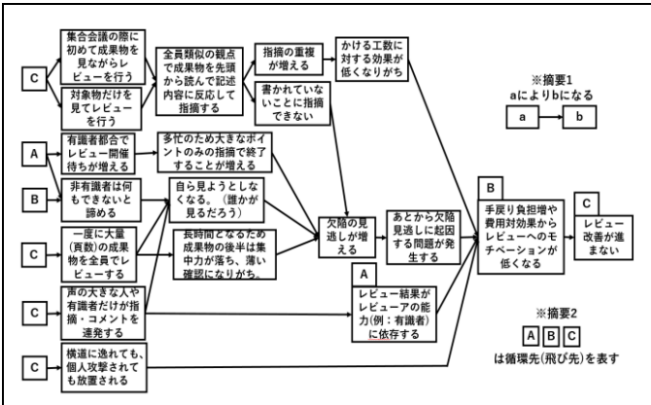 集合会議の際に
初めて成果物を
見ながらレ
ビューを行う
C
対象物だけを
見てレビュー
を行う
全員類似の観点
で成果物を先頭
から読んで記述
内容に反応して
指摘する
指摘の重複
が増える
書かれていな
いことに指摘
できない
かける工数に
対する効果が
低くなりがち
※摘要1
aによりbになる
a
b
A
有識者都合で
レビュー開催
待ちが増える
多忙のため大きなポイ
ントのみの指摘で終了
することが増える
B
非有識者は何
もできないと
諦める
自ら見ようとしな
くなる。(誰かが
見るだろう)
C
一度に大量
(頁数)の成果
物を全員でレ
ビューする
長時間となるため
成果物の後半は集
中力が落ち、薄い
確認になりがち。
欠陥の見
逃しが増
える
あとから欠陥
見逃しに起因
する問題が発
生する
B
手戻り負担増や
費用対効果から
レビューへのモ
チベーションが
低くなる
C
レビュー
改善が進
まない
C
声の大きな人や
有識者だけが指
摘・コメントを
連発する
A
レビュー結果が
レビューアの能
力(例：有識者)
に依存する
C
横道に逸れても、
個人攻撃されて
も放置される
※摘要2
A B C
は循環先(飛び先)を表す